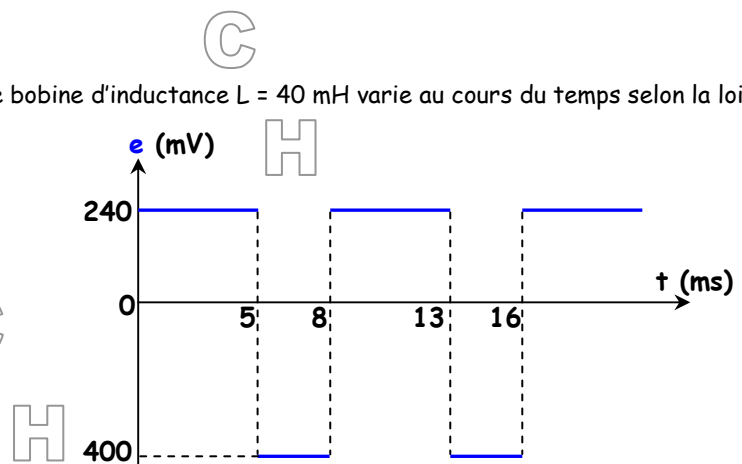 C
bobine d'inductance L = 40 mH varie au cours du temps selon la loi
H
e (mV)
240
t (ms)
0
5 8 13 16
H
400